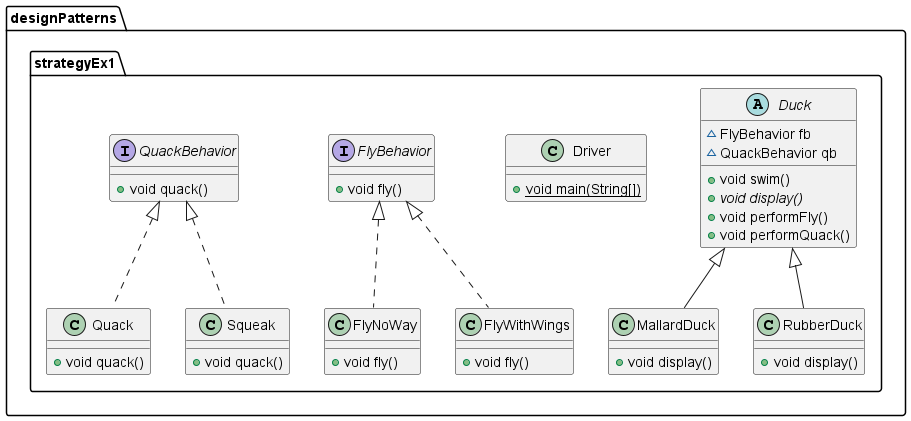 designPatterns
strategyEx1
I QuackBehavior
void quack()
I FlyBehavior
void fly()
C Driver
void main(String[])
A Duck
FlyBehavior fb
QuackBehavior qb
void swim()
void display()
void performFly()
void performQuack()
C Quack
void quack()
C Squeak
void quack()
C FlyNoWay
void fly()
C FlyWithWings
void fly()
C MallardDuck
void display()
C RubberDuck
void display()